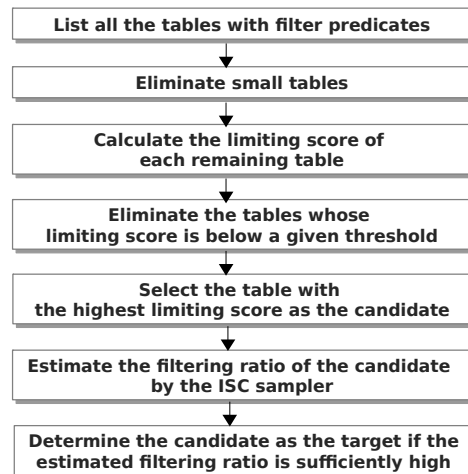 List all the tables with filter predicates
Eliminate small tables
Calculate the limiting score of
each remaining table
Eliminate the tables whose
limiting score is below a given threshold
Select the table with
the highest limiting score as the candidate
Estimate the filtering ratio of the candidate
by the ISC sampler
Determine the candidate as the target if the
estimated filtering ratio is sufficiently high